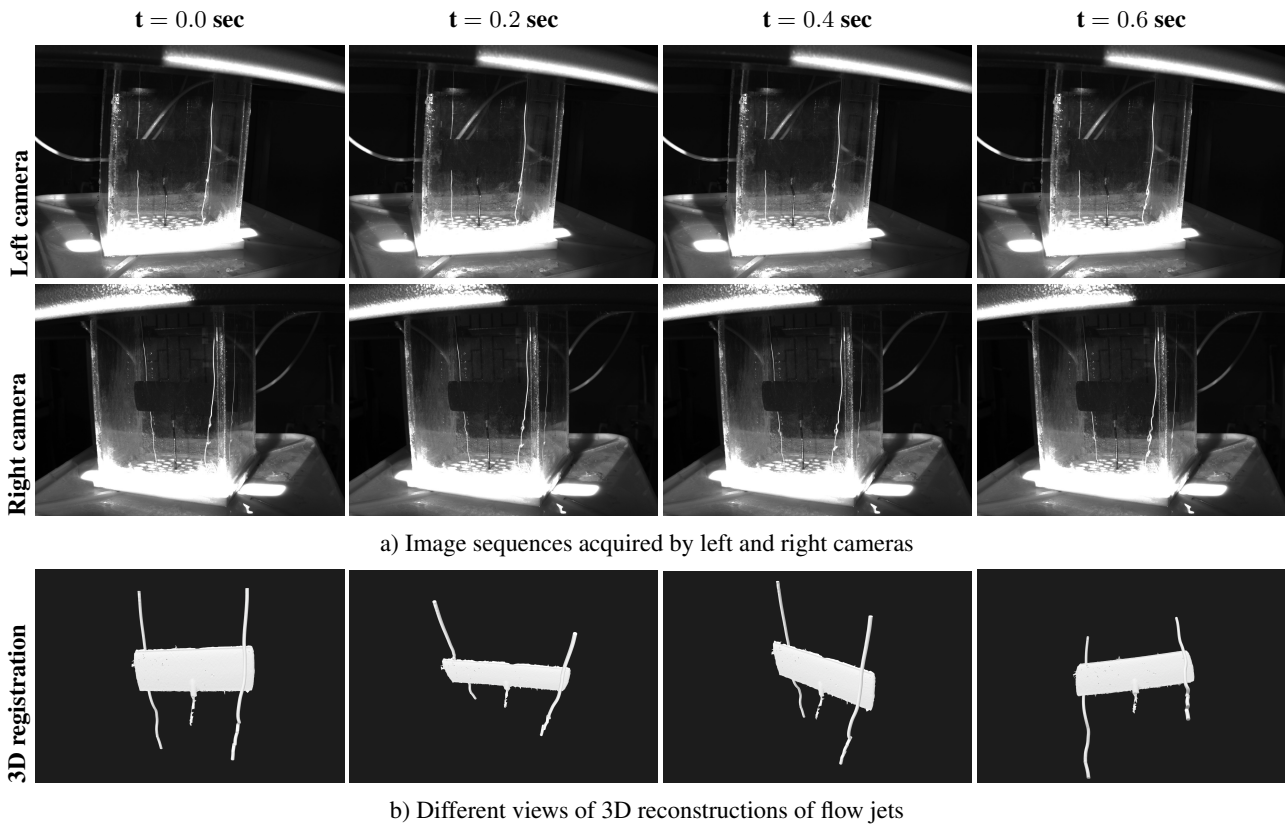 t = 0.0 sec t = 0.2 sec t = 0.4 sec t = 0.6 sec
Left camera
Right camera
a) Image sequences acquired by left and right cameras
3D registration
b) Different views of 3D reconstructions of flow jets